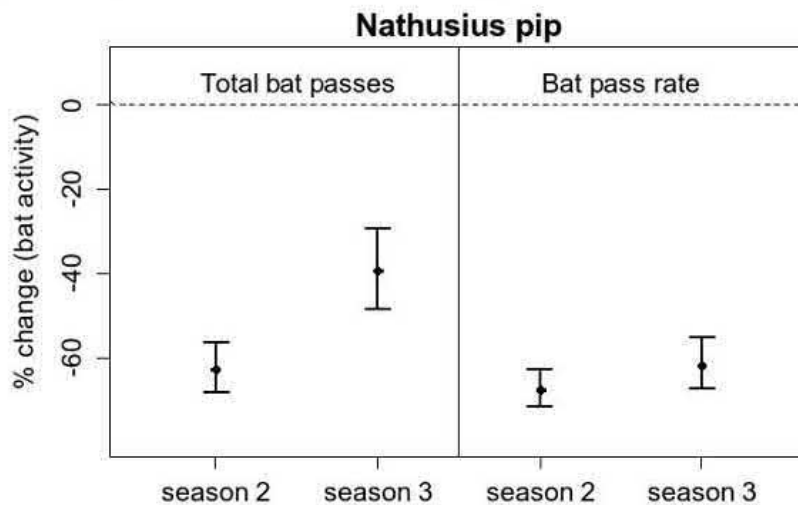 Nathusius pip
Total bat passes
Bat pass rate
% change (bat activity)
0
-20
-40
-60
season 2
season 3
season 2
season 3